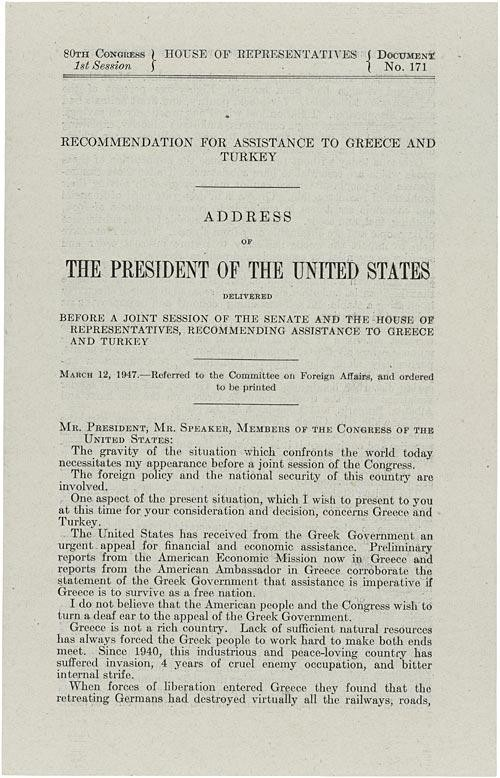 80TH CONGRESS } HOUSE OF REPRESENTATIVES { DOCUMENT
1st Session } { No. 171
RECOMMENDATION FOR ASSISTANCE TO GREECE AND
TURKEY
ADDRESS
OF
THE PRESIDENT OF THE UNITED STATES
DELIVERED
BEFORE A JOINT SESSION OF THE SENATE AND THE HOUSE OF
REPRESENTATIVES, RECOMMENDING ASSISTANCE TO GREECE
AND TURKEY
MARCH 12, 1947.—Referred to the Committee on Foreign Affairs, and ordered
to be printed
MR. PRESIDENT, MR. SPEAKER, MEMBERS OF THE CONGRESS OF THE
UNITED STATES:
The gravity of the situation which confronts the world today
necessitates my appearance before a joint session of the Congress.
The foreign policy and the national security of this country are
involved.
One aspect of the present situation, which I wish to present to you
at this time for your consideration and decision, concerns Greece and
Turkey.
The United States has received from the Greek Government an
urgent appeal for financial and economic assistance. Preliminary
reports from the American Economic Mission now in Greece and
reports from the American Ambassador in Greece corroborate the
statement of the Greek Government that assistance is imperative if
Greece is to survive as a free nation.
I do not believe that the American people and the Congress wish to
turn a deaf ear to the appeal of the Greek Government.
Greece is not a rich country. Lack of sufficient natural resources
has always forced the Greek people to work hard to make both ends
meet. Since 1940, this industrious and peace-loving country has
suffered invasion, 4 years of cruel enemy occupation, and bitter
internal strife.
When forces of liberation entered Greece they found that the
retreating Germans had destroyed virtually all the railways, roads,